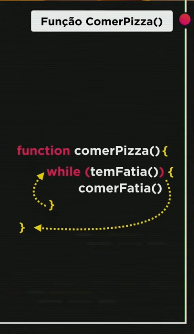 Função ComerPizza()
function comerPizza() {
while (temFatia()) {
comerFatia()
}
}